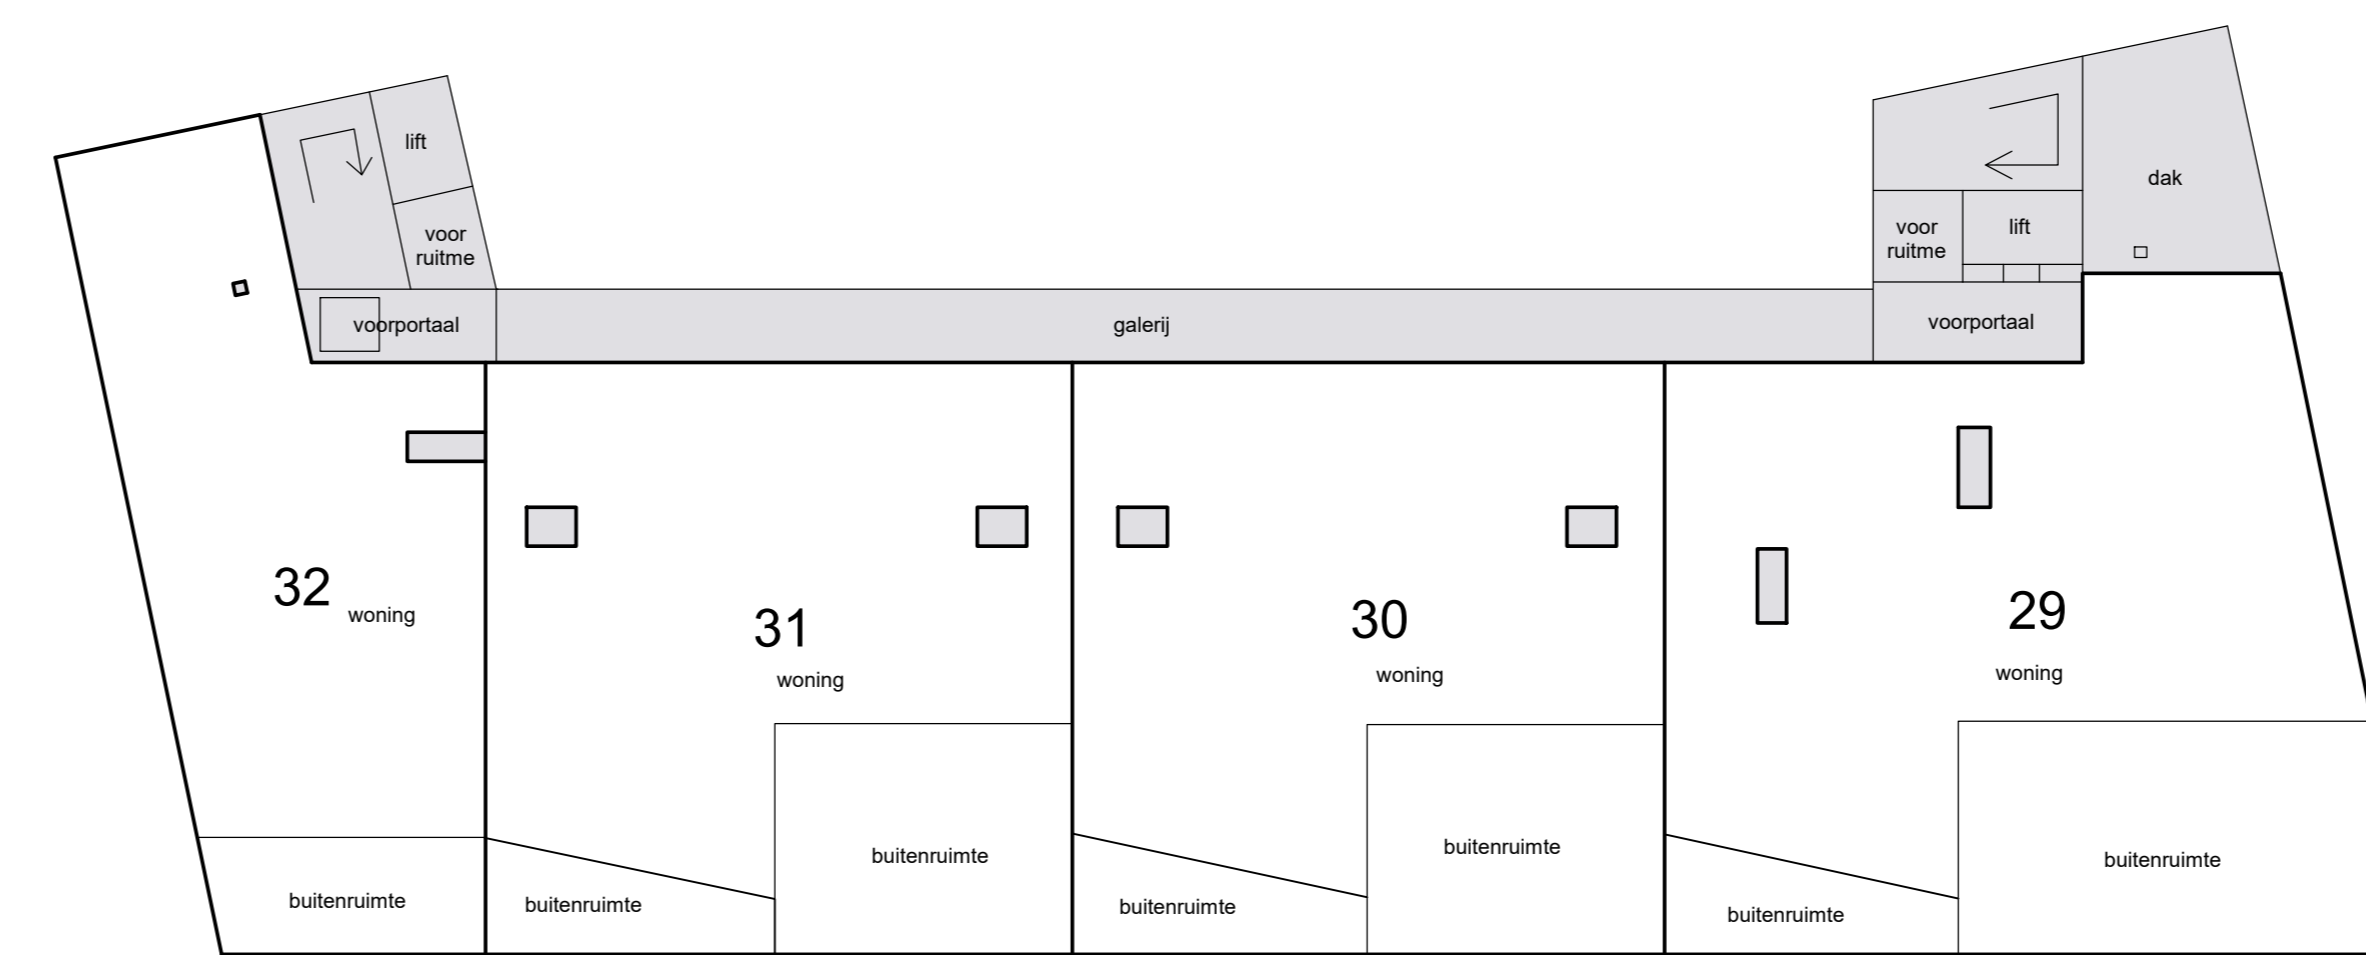 lift
dak
voor
ruitme
lift
voor
ruitme
voorportaal
galerij
voorportaal
32
woning
31
woning
30
woning
29
woning
buitenruimte
buitenruimte
buitenruimte
buitenruimte
buitenruimte
buitenruimte
buitenruimte